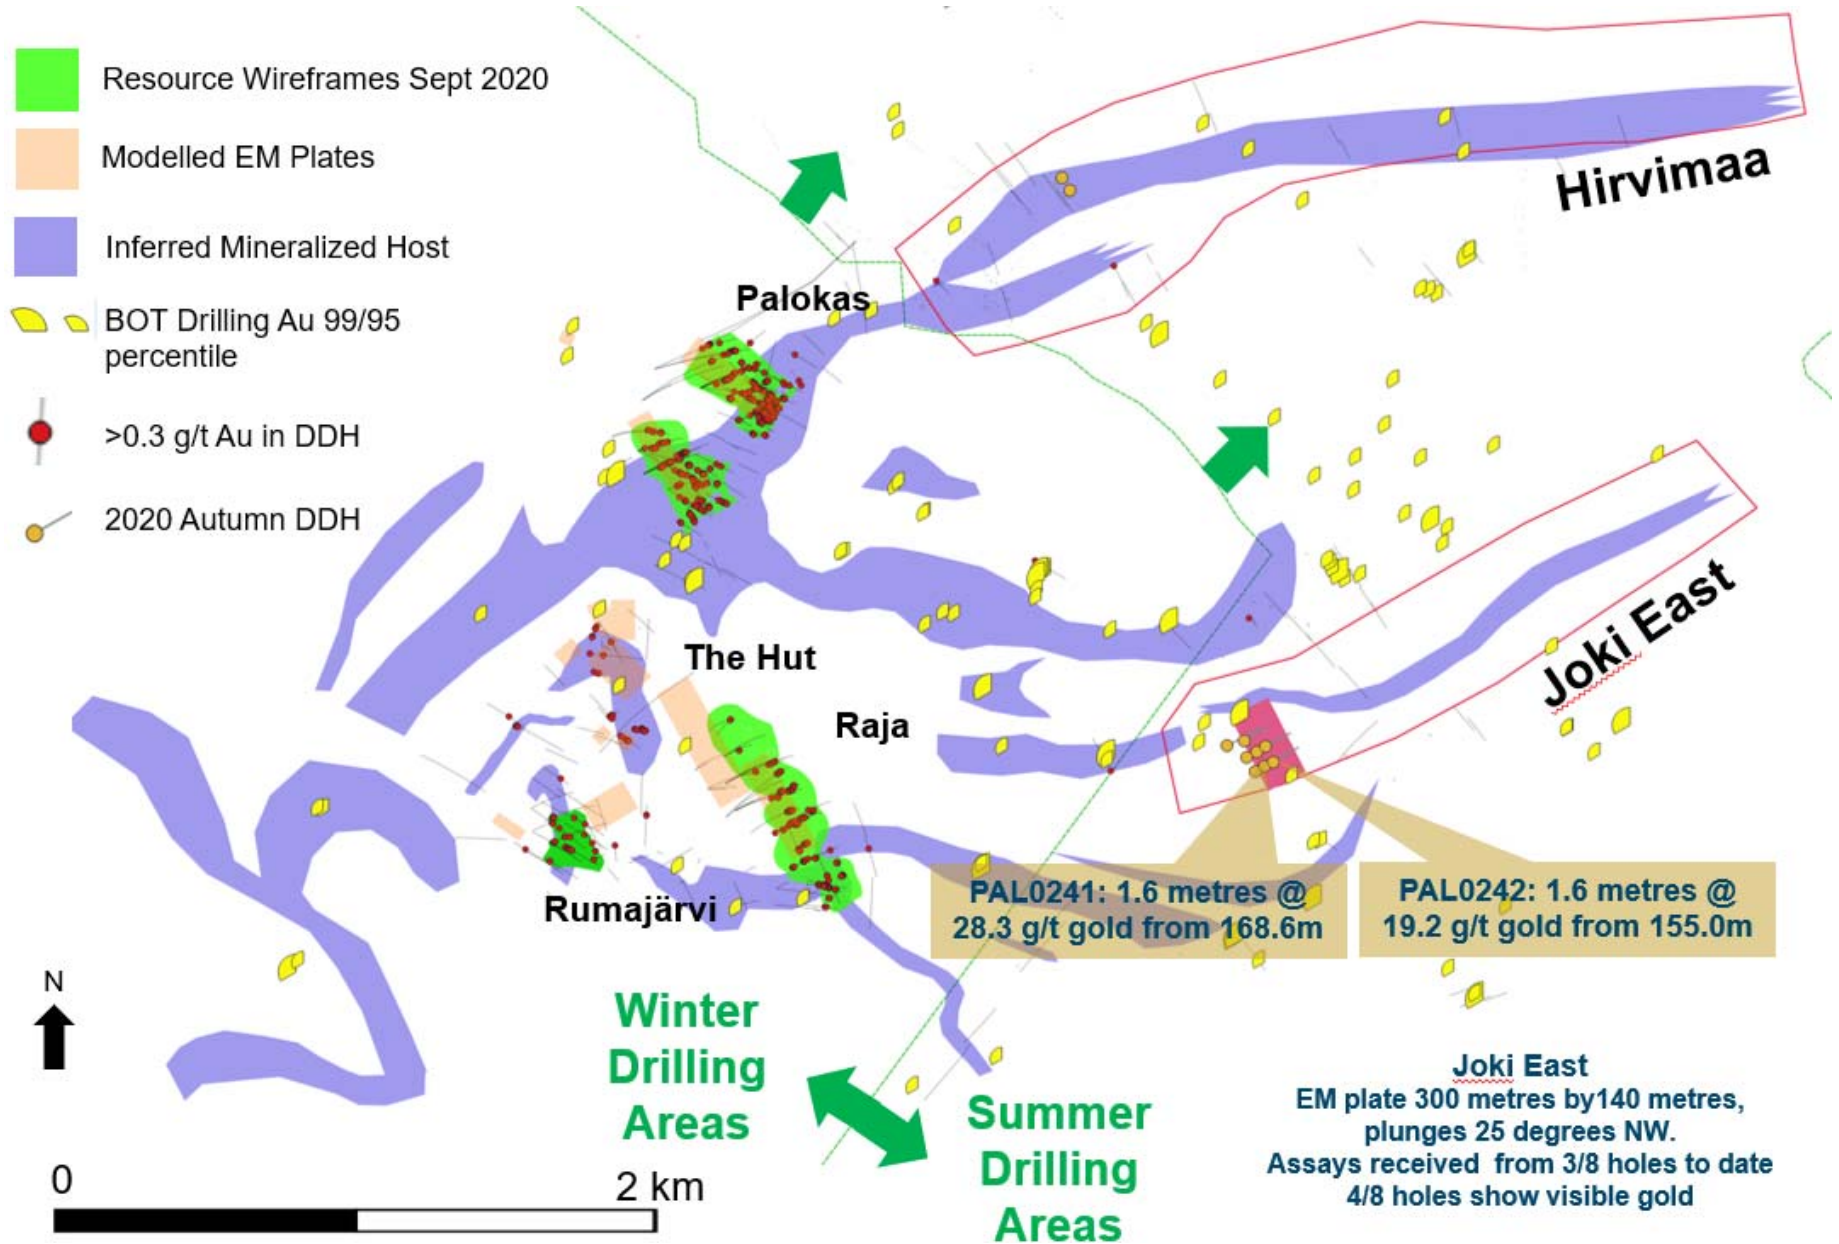 Resource Wireframes Sept 2020
Modelled EM Plates
Inferred Mineralized Host
BOT Drilling Au 99/95
percentile
>0.3 g/t Au in DDH
2020 Autumn DDH
Hirvimaa
Palokas
Joki East
The Hut
Raja
Rumajärvi
PAL0241: 1.6 metres @
28.3 g/t gold from 168.6m
PAL0242: 1.6 metres @
19.2 g/t gold from 155.0m
N
Winter
Drilling
Areas
Summer
Drilling
Areas
Joki East
EM plate 300 metres by140 metres,
plunges 25 degrees NW.
Assays received from 3/8 holes to date
4/8 holes show visible gold
0
2 km